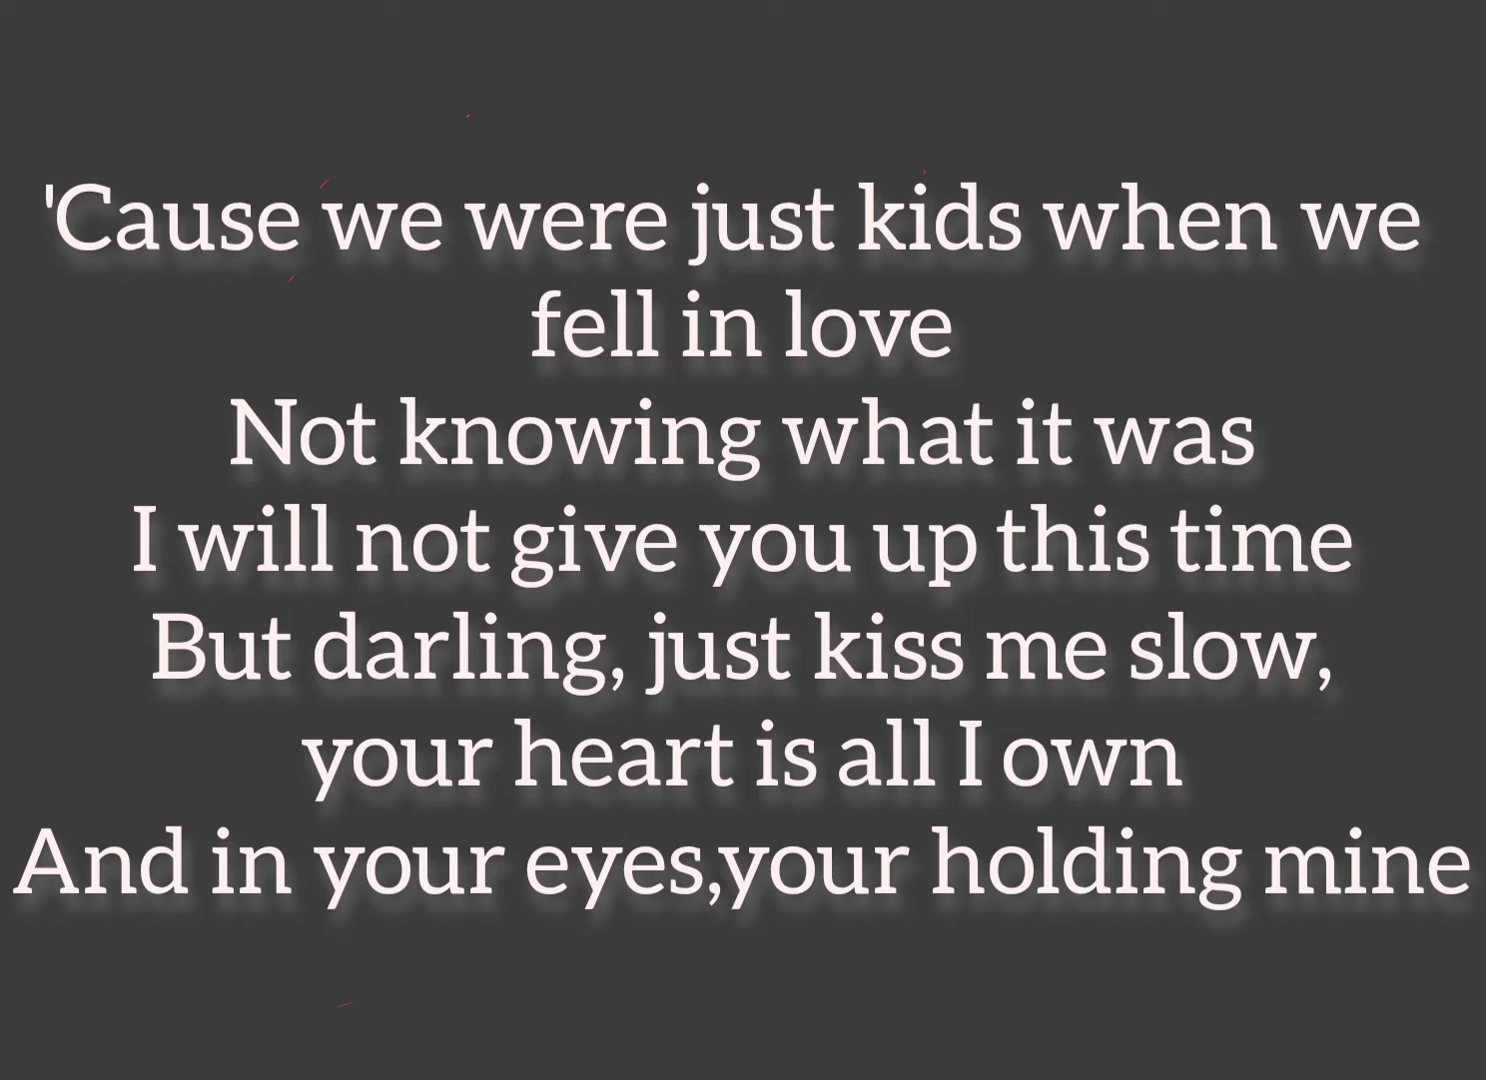 'Cause we were just kids when we
fell in love
Not knowing what it was
I will not give you up this time
But darling, just kiss me slow,
your heart is all I own
And in your eyes,your holding mine